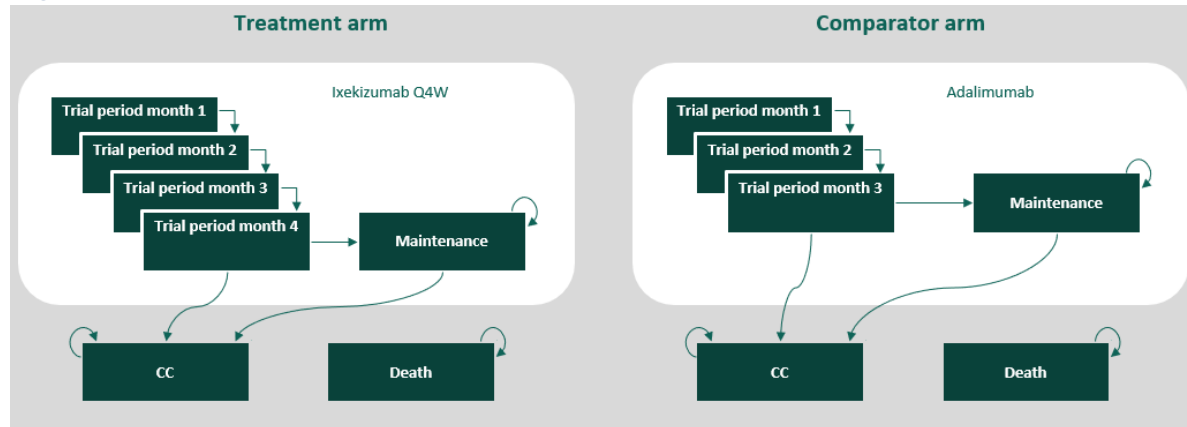 Treatment arm
Ixekizumab Q4W
Trial period month 1
Trial period month 2
Trial period month 3
Trial period month 4
Maintenance
CC
Death
Comparator arm
Adalimumab
Trial period month 1
Trial period month 2
Trial period month 3
Maintenance
CC
Death